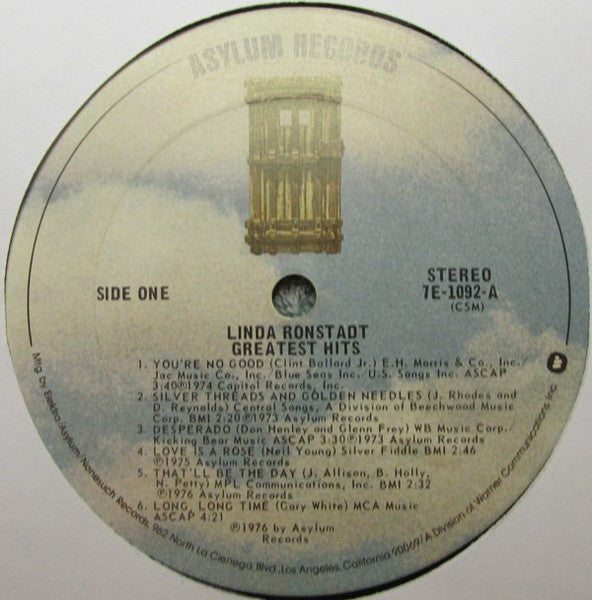 ASYLUM RECORDS
SIDE ONE
STEREO
7E-1092-A
(CSM)
LINDA RONSTADT
GREATEST HITS
1. YOU'RE NO GOOD (Clint Ballard Jr.) E.H. Morris & Co., Inc./
Jac Music Co., Inc. Blue Seas Inc./U.S. Songs Inc. ASCAP
3:40℗1974 Capitol Records, Inc.
2. SILVER THREADS AND GOLDEN NEEDLES (J. Rhodes and
D. Reynolds) Central Songs, A Division of Beechwood Music
Corp. BMI 2:20℗1973 Asylum Records
3. DESPERADO (Don Henley and Glenn Frey) WB Music Corp./
Kicking Bear Music ASCAP 3:30℗1973 Asylum Records
4. LOVE IS A ROSE (Neil Young) Silver Fiddle BMI 2:46
℗1975 Asylum Records
5. THAT'LL BE THE DAY (J. Allison, B. Holly,
N. Petty) MPL Communications, Inc. BMI 2:32
℗1976 Asylum Records
6. LONG, LONG TIME (Gary White) MCA Music
ASCAP 4:21
℗1976 by Asylum
Records
Mfg. by Elektra/Asylum/Nonesuch Records, 962 North La Cienega Blvd., Los Angeles, California 90069/A Division of Warner Communications Inc.